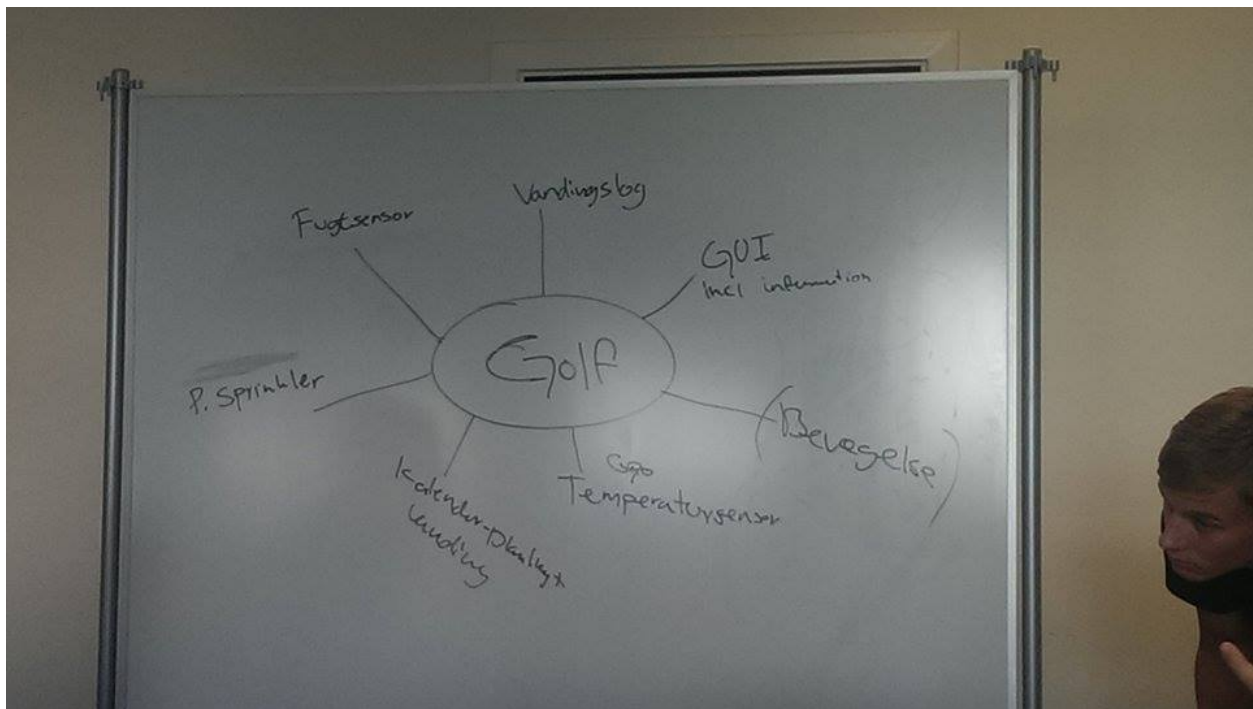 Vandingslog
Fugtsensor
GUI
Incl information
Golf
P. Sprinkler
(Bevægelse)
Temperatursensor
Kalender-Planlagt
Vanding